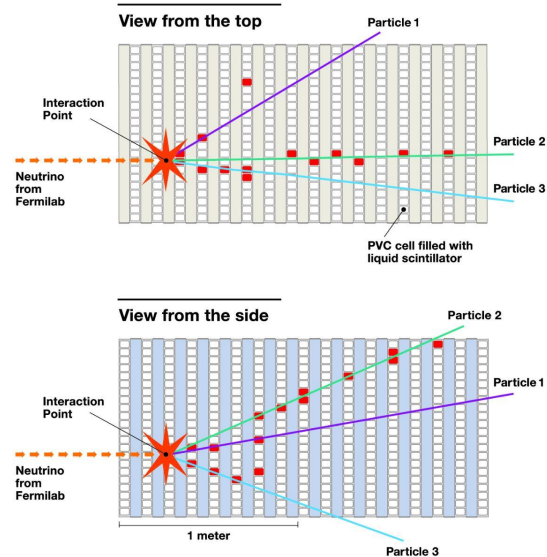 View from the top
Particle 1
Interaction
Point
Particle 2
Neutrino
from
Fermilab
Particle 3
PVC cell filled with
liquid scintillator
View from the side
Particle 2
Particle 1
Interaction
Point
Neutrino
from
Fermilab
1 meter
Particle 3